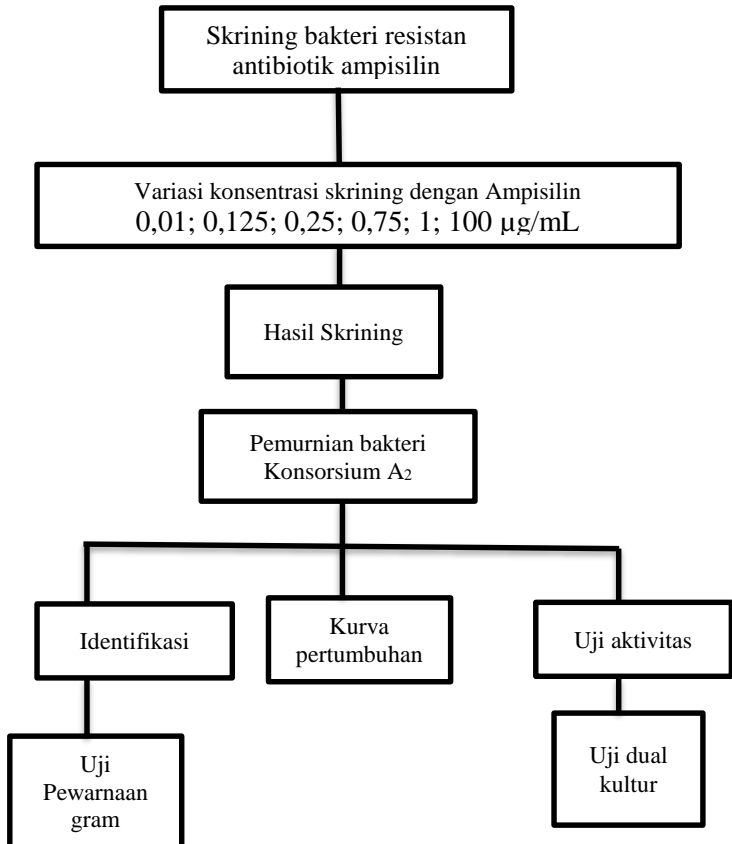 Skrining bakteri resistan
antibiotik ampisilin
Variasi konsentrasi skrining dengan Ampisilin
0,01; 0,125; 0,25; 0,75; 1; 100 µg/mL
Hasil Skrining
Pemurnian bakteri
Konsorsium A₂
Identifikasi
Kurva
pertumbuhan
Uji aktivitas
Uji
Pewarnaan
gram
Uji dual
kultur